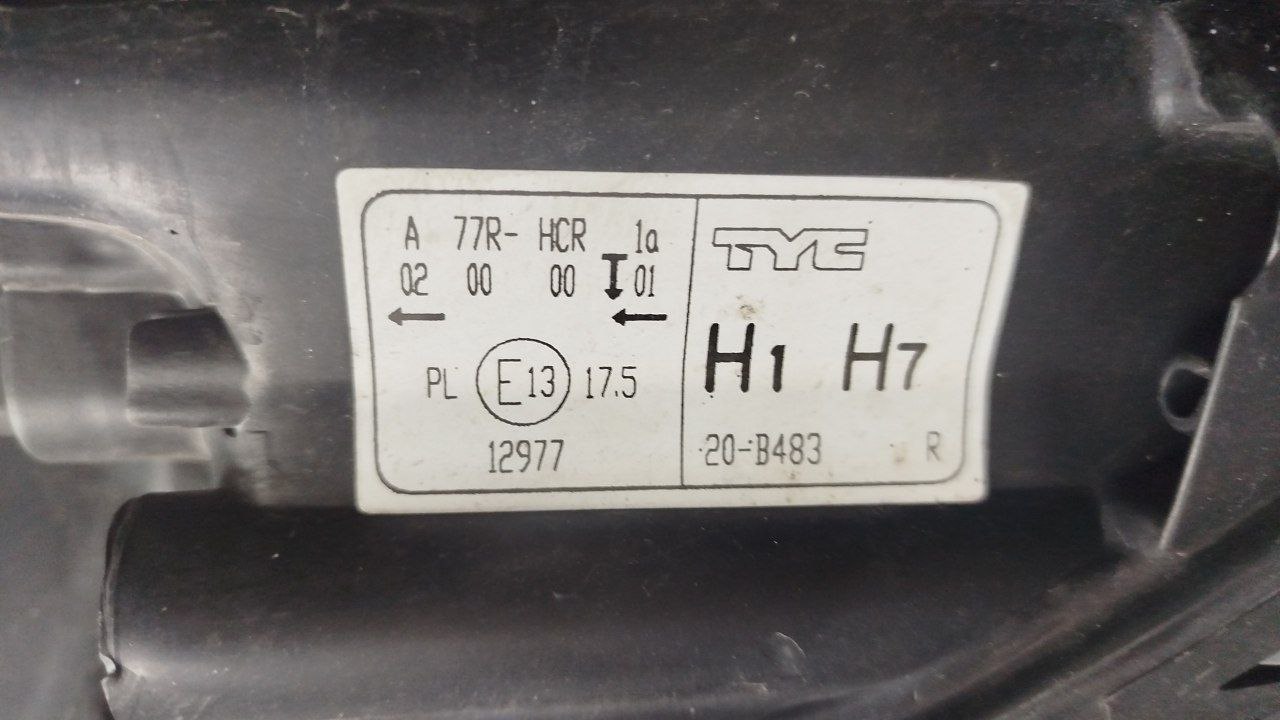 A 77R- HCR 1a
02 00 00 01
PL E13 17.5
12977
TYC
H1 H7
20-B483 R